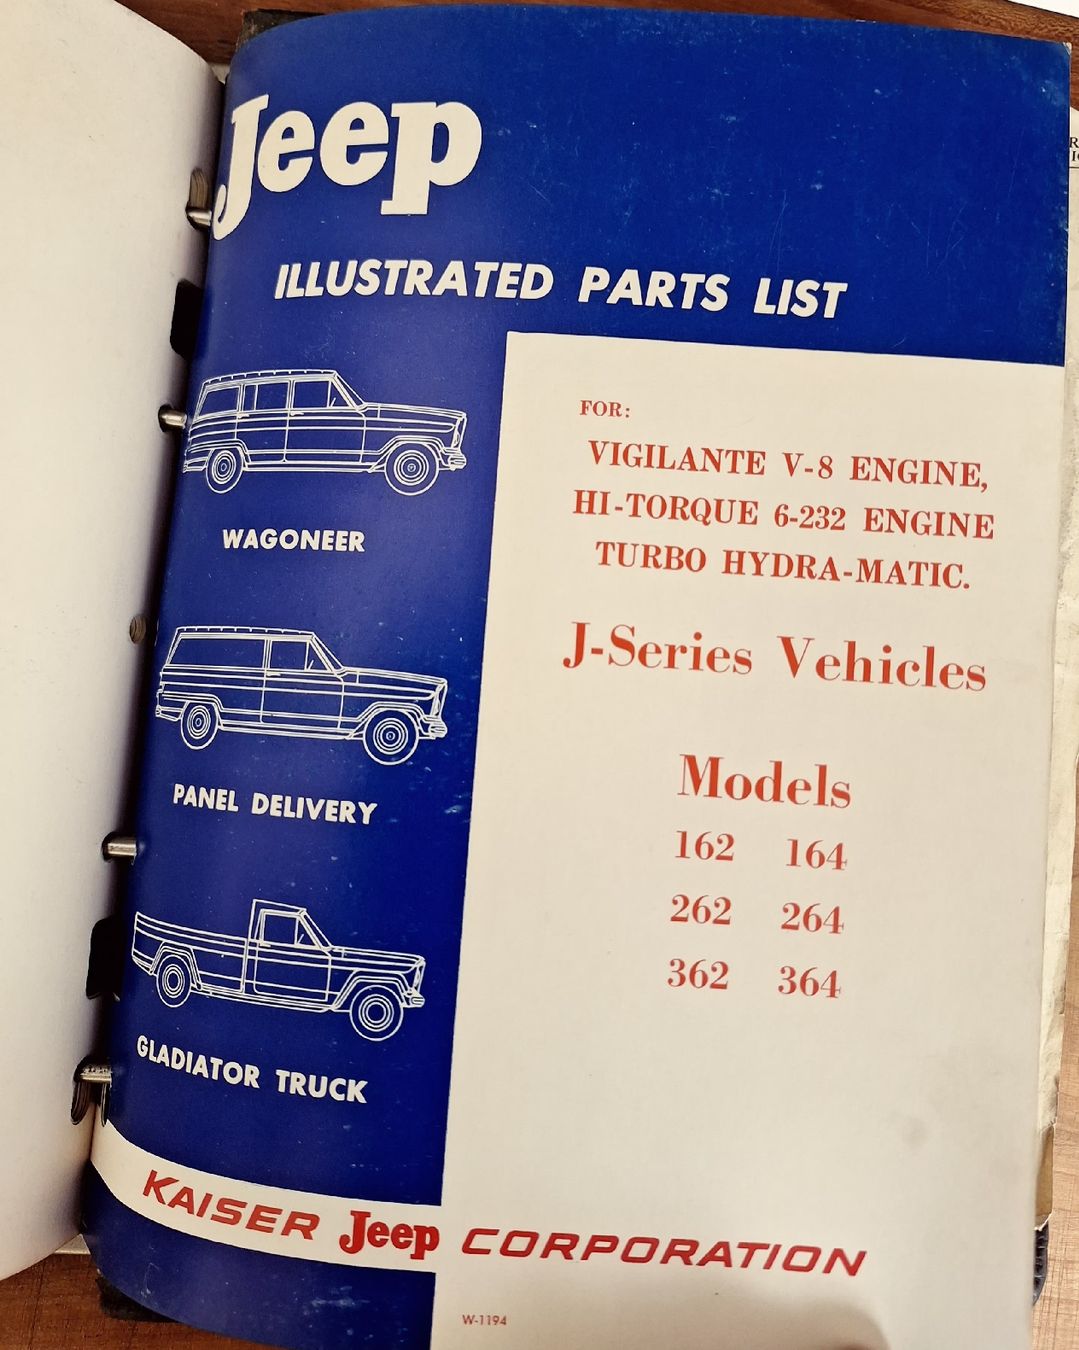 Jeep
ILLUSTRATED PARTS LIST
FOR:
VIGILANTE V-8 ENGINE,
HI-TORQUE 6-232 ENGINE
TURBO HYDRA-MATIC.
J-Series Vehicles
Models
162 164
262 264
362 364
WAGONEER
PANEL DELIVERY
GLADIATOR TRUCK
KAISER Jeep CORPORATION
W-1194